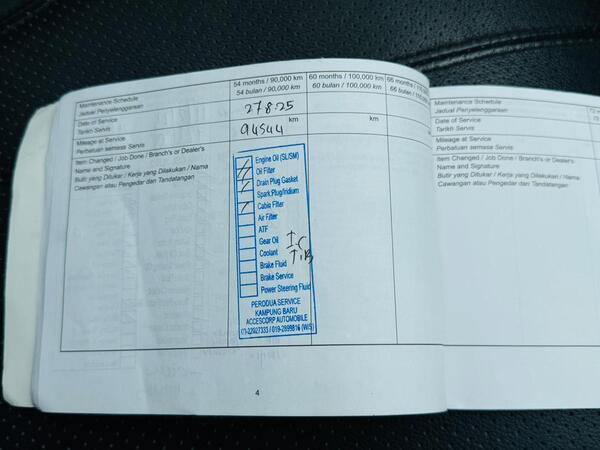 Maintenance Schedule
Jadual Penyelenggaraan
54 months / 90,000 km
54 bulan / 90,000 km
60 months / 100,000 km
60 bulan / 100,000 km
Date of Service
Tarikh Servis
27825
Mileage at Service
Perbatuan semasa Servis
94544 km
km
Item Changed / Job Done / Branch's or Dealer's
Name and Signature
Butir yang Ditukar / Kerja yang Dilakukan / Nama
Cawangan atau Pengedar dan Tandatangan
Engine Oil (SL/SM)
Oil Filter
Drain Plug Gasket
Spark Plug/Iridium
Cabin Filter
Air Filter
ATF
Gear Oil
Coolant
Brake Fluid
Brake Service
Power Steering Fluid
PERODUA SERVICE
KAMPUNG BARU
ACCESCORP AUTOMOBILE
4
Maintenance Schedule
Jadual Penyelenggaraan
Date of Service
Tarikh Servis
Mileage at Service
Perbatuan semasa Servis
Item Changed / Job Done / Branch's or Dealer's
Name and Signature
Butir yang Ditukar / Kerja yang Dilakukan / Nama
Cawangan atau Pengedar dan Tandatangan